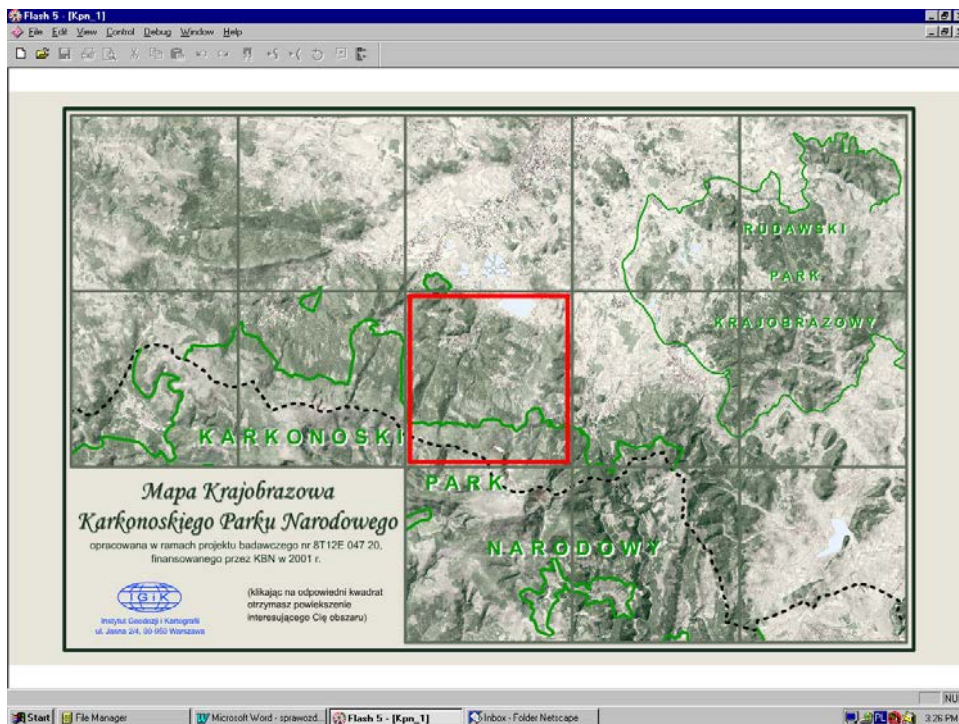 Flash 5 - [Kpn_1]
File Edit View Control Debug Window Help
RUDAWSKI
PARK
KRAJOBRAZOWY
KARKONOSKI
PARK
NARODOWY
Mapa Krajobrazowa
Karkonoskiego Parku Narodowego
opracowana w ramach projektu badawczego nr 8T12E 047 20,
finansowanego przez KBN w 2001 r.
IGiK
Instytut Geodezji i Kartografii
ul. Jasna 2/4, 00-950 Warszawa
(klikając na odpowiedni kwadrat
otrzymasz powiekszenie
interesującego Cię obszaru)
NU
Start File Manager Microsoft Word - sprawozd... Flash 5 - [Kpn_1] Inbox - Folder Netscape PL 3:26 PM